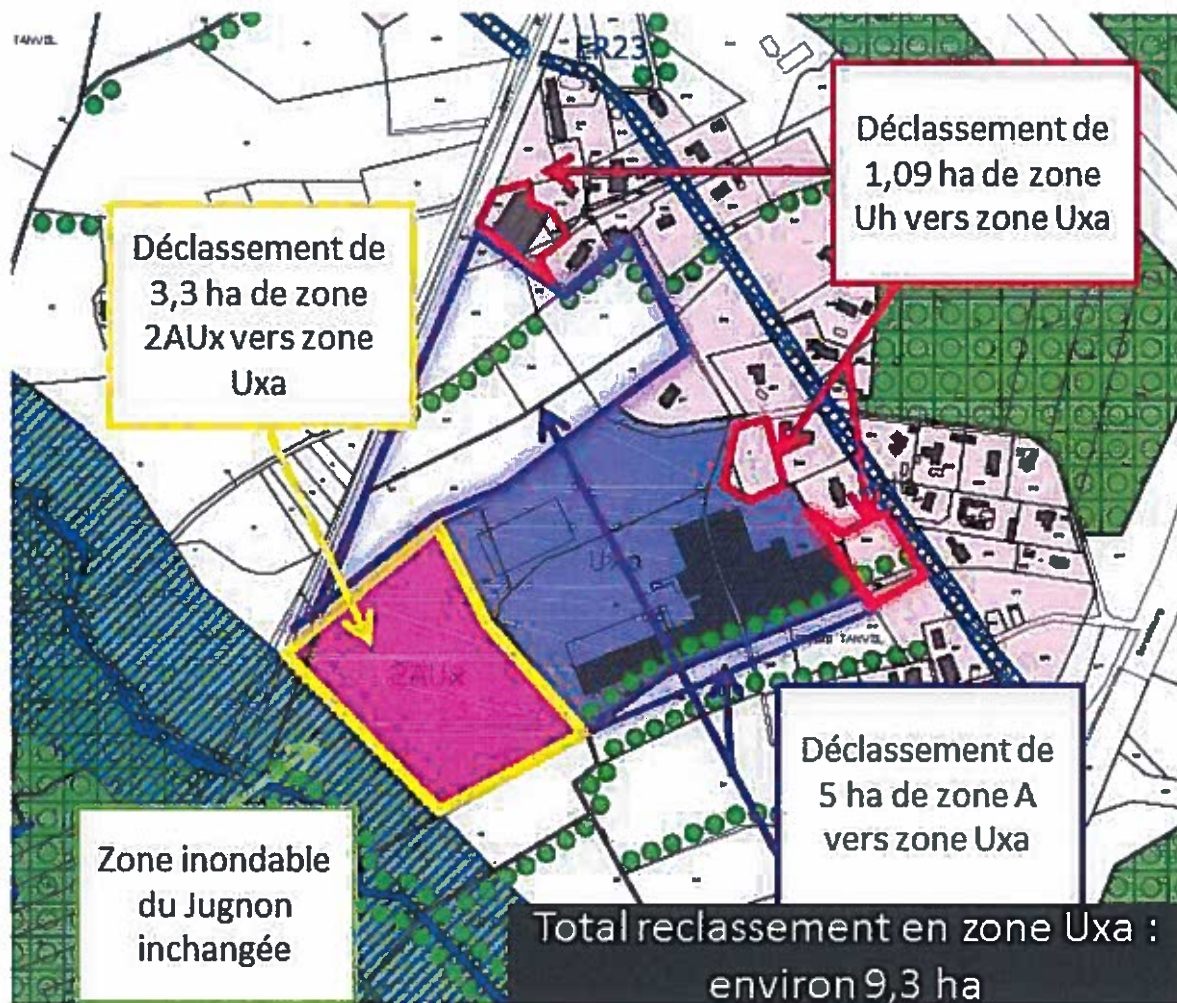 TANVEL
ER23
Déclassement de
1,09 ha de zone
Uh vers zone Uxa
Déclassement de
3,3 ha de zone
2AUx vers zone
Uxa
Uxa
2AUx
TANVEL
Déclassement de
5 ha de zone A
vers zone Uxa
Zone inondable
du Jugnon
inchangée
Total reclassement en zone Uxa :
environ 9,3 ha